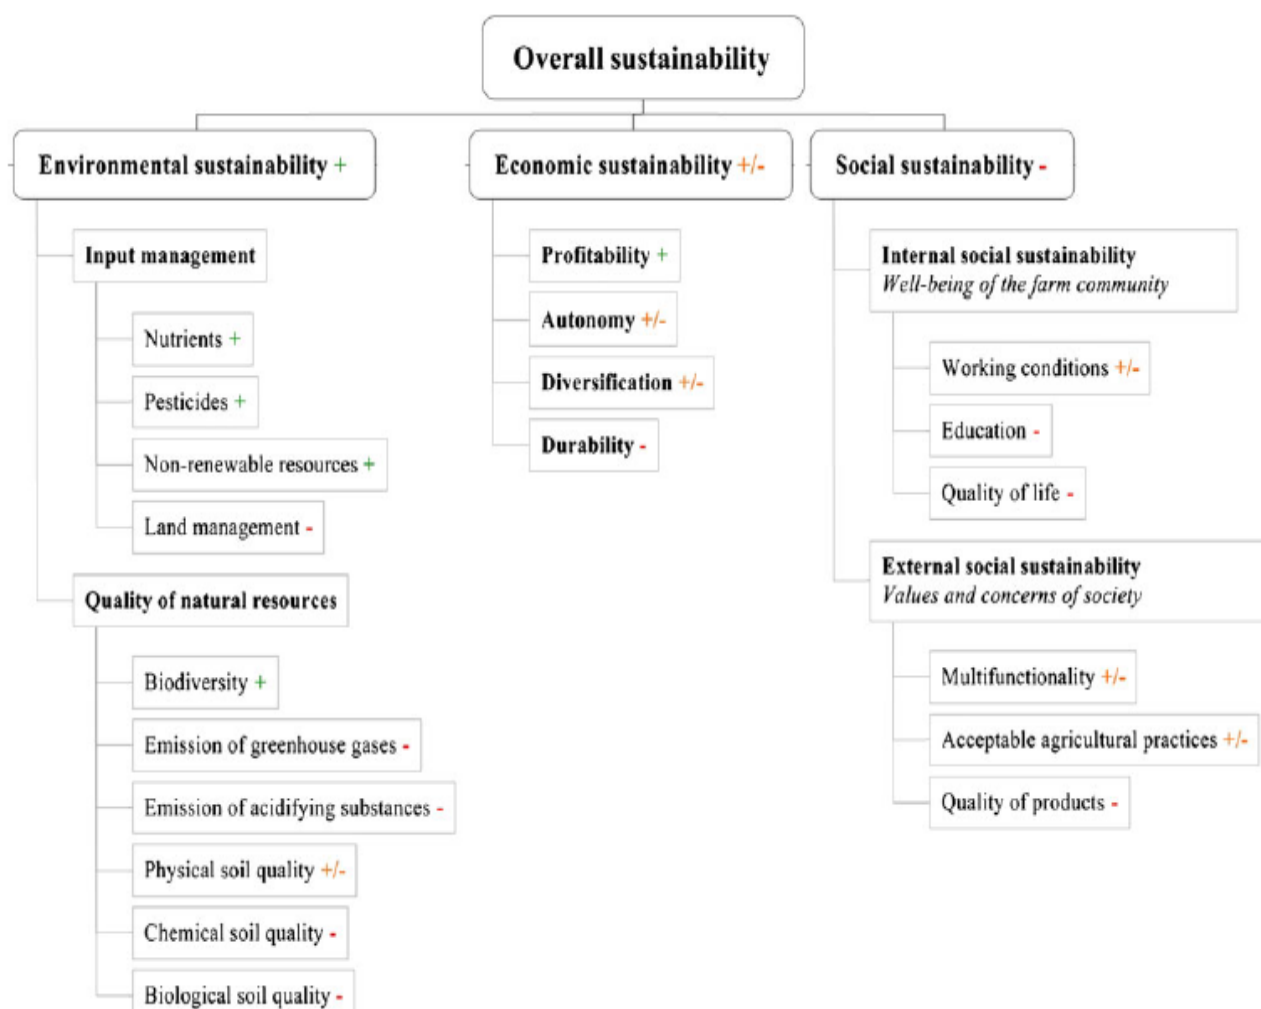 Overall sustainability
Environmental sustainability +
Economic sustainability +/-
Social sustainability -
Input management
Nutrients +
Pesticides +
Non-renewable resources +
Land management -
Quality of natural resources
Biodiversity +
Emission of greenhouse gases -
Emission of acidifying substances -
Physical soil quality +/-
Chemical soil quality -
Biological soil quality -
Profitability +
Autonomy +/-
Diversification +/-
Durability -
Internal social sustainability
Well-being of the farm community
Working conditions +/-
Education -
Quality of life -
External social sustainability
Values and concerns of society
Multifunctionality +/-
Acceptable agricultural practices +/-
Quality of products -